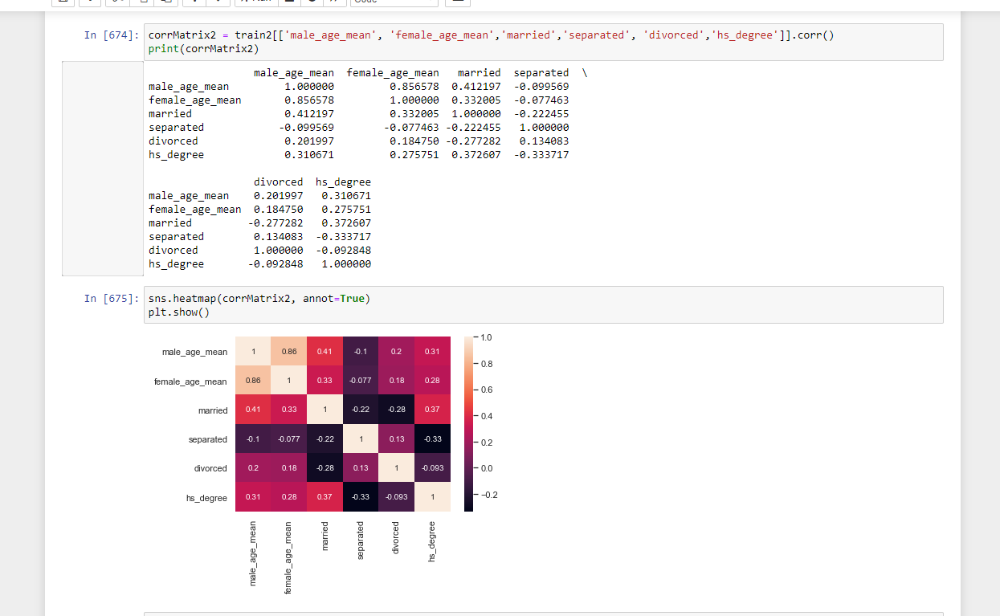 In [674]: corrMatrix2 = train2[['male_age_mean', 'female_age_mean','married','separated', 'divorced','hs_degree']].corr()
print(corrMatrix2)
male_age_mean female_age_mean married separated \
male_age_mean 1.000000 0.856578 0.412197 -0.099569
female_age_mean 0.856578 1.000000 0.332005 -0.077463
married 0.412197 0.332005 1.000000 -0.222455
separated -0.099569 -0.077463 -0.222455 1.000000
divorced 0.201997 0.184750 -0.277282 0.134083
hs_degree 0.310671 0.275751 0.372607 -0.333717
divorced hs_degree
male_age_mean 0.201997 0.310671
female_age_mean 0.184750 0.275751
married -0.277282 0.372607
separated 0.134083 -0.333717
divorced 1.000000 -0.092848
hs_degree -0.092848 1.000000
In [675]: sns.heatmap(corrMatrix2, annot=True)
plt.show()
male_age_mean 1 0.86 0.41 -0.1 0.2 0.31
female_age_mean 0.86 1 0.33 -0.077 0.18 0.28
married 0.41 0.33 1 -0.22 -0.28 0.37
separated -0.1 -0.077 -0.22 1 0.13 -0.33
divorced 0.2 0.18 -0.28 0.13 1 -0.093
hs_degree 0.31 0.28 0.37 -0.33 -0.093 1
male_age_mean
female_age_mean
married
separated
divorced
hs_degree
1.0
0.8
0.6
0.4
0.2
0.0
-0.2